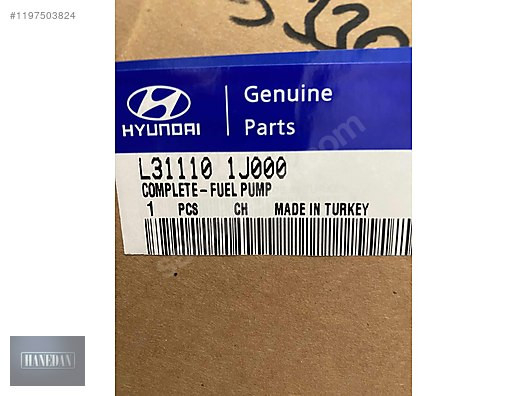 #1197503824
HYUNDAI
Genuine
Parts
L31110 1J000
COMPLETE-FUEL PUMP
1 PCS CH MADE IN TURKEY
HANEDAN